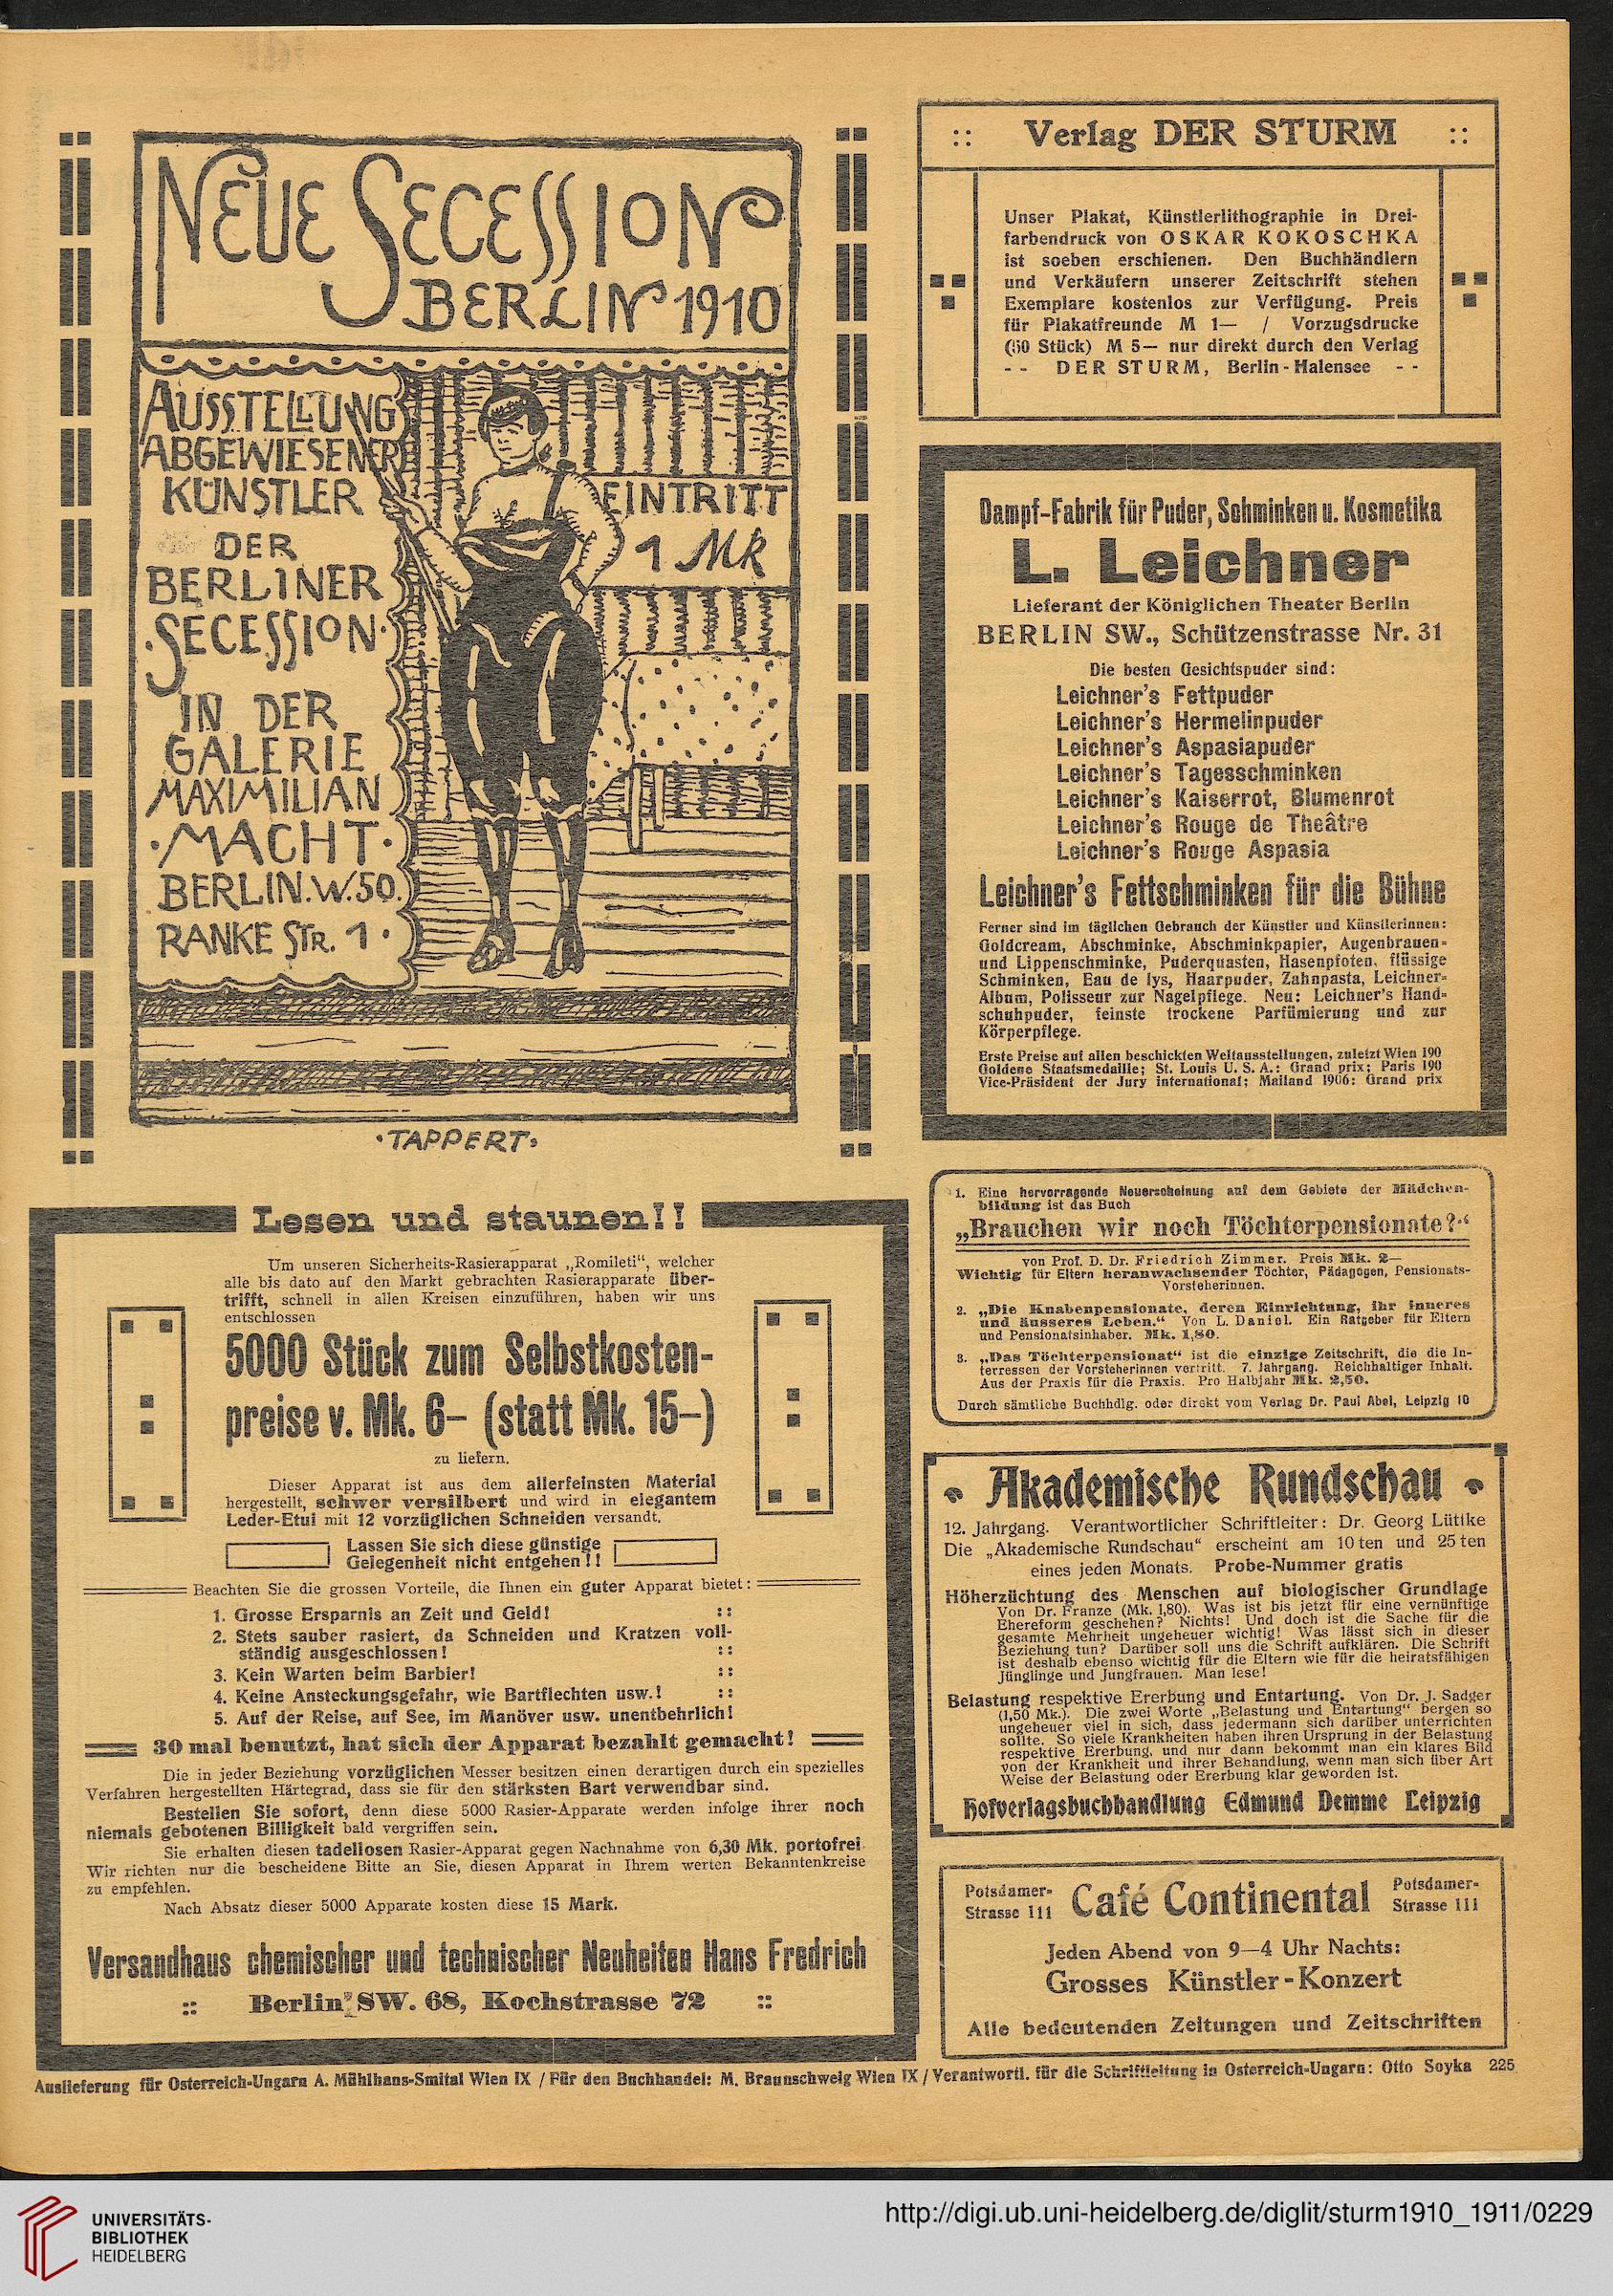 NEUE SECESSION
BERLIN 1910
AUSSTELLUNG
ABGEWIESENER
KÜNSTLER
DER
BERLINER
·SECESSION·
IN DER
GALERIE
MAXIMILIAN
·MACHT·
BERLIN.W.50.
RANKE STR. 1·
EINTRITT
1 MK
·TAPPERT·
Lesen und staunen!!
Um unseren Sicherheits-Rasierapparat „Romileti“, welcher
alle bis dato auf den Markt gebrachten Rasierapparate über-
trifft, schnell in allen Kreisen einzuführen, haben wir uns
entschlossen
5000 Stück zum Selbstkosten-
preise v. Mk. 6– (statt Mk. 15–)
zu liefern.
Dieser Apparat ist aus dem allerfeinsten Material
hergestellt, schwer versilbert und wird in elegantem
Leder-Etui mit 12 vorzüglichen Schneiden versandt.
Lassen Sie sich diese günstige
Gelegenheit nicht entgehen!!
Beachten Sie die grossen Vorteile, die Ihnen ein guter Apparat bietet:
1. Grosse Ersparnis an Zeit und Geld! ::
2. Stets sauber rasiert, da Schneiden und Kratzen voll-
ständig ausgeschlossen! ::
3. Kein Warten beim Barbier! ::
4. Keine Ansteckungsgefahr, wie Bartflechten usw.! ::
5. Auf der Reise, auf See, im Manöver usw. unentbehrlich!
30 mal benutzt, hat sich der Apparat bezahlt gemacht!
Die in jeder Beziehung vorzüglichen Messer besitzen einen derartigen durch ein spezielles
Verfahren hergestellten Härtegrad, dass sie für den stärksten Bart verwendbar sind.
Bestellen Sie sofort, denn diese 5000 Rasier-Apparate werden infolge ihrer noch
niemals gebotenen Billigkeit bald vergriffen sein.
Sie erhalten diesen tadellosen Rasier-Apparat gegen Nachnahme von 6,30 Mk. portofrei.
Wir richten nur die bescheidene Bitte an Sie, diesen Apparat in Ihrem werten Bekanntenkreise
zu empfehlen.
Nach Absatz dieser 5000 Apparate kosten diese 15 Mark.
Versandhaus chemischer und technischer Neuheiten Hans Fredrich
:: Berlin SW. 68, Kochstrasse 72 ::
:: Verlag DER STURM ::
Unser Plakat, Künstlerlithographie in Drei-
farbendruck von OSKAR KOKOSCHKA
ist soeben erschienen. Den Buchhändlern
und Verkäufern unserer Zeitschrift stehen
Exemplare kostenlos zur Verfügung. Preis
für Plakatfreunde M 1— / Vorzugsdrucke
(50 Stück) M 5— nur direkt durch den Verlag
- - DER STURM, Berlin-Halensee - -
Dampf-Fabrik für Puder, Schminken u. Kosmetika
L. Leichner
Lieferant der Königlichen Theater Berlin
BERLIN SW., Schützenstrasse Nr. 31
Die besten Gesichtspuder sind:
Leichner's Fettpuder
Leichner's Hermelinpuder
Leichner's Aspasiapuder
Leichner's Tagesschminken
Leichner's Kaiserrot, Blumenrot
Leichner's Rouge de Theâtre
Leichner's Rouge Aspasia
Leichner's Fettschminken für die Bühne
Ferner sind im täglichen Gebrauch der Künstler und Künstlerinnen:
Goldcream, Abschminke, Abschminkpapier, Augenbrauen-
und Lippenschminke, Puderquasten, Hasenpfoten, flüssige
Schminken, Eau de lys, Haarpuder, Zahnpasta, Leichner-
Album, Polisseur zur Nagelpflege. Neu: Leichner's Hand-
schuhpuder, feinste trockene Parfümierung und zur
Körperpflege.
Erste Preise auf allen beschickten Weltausstellungen, zuletzt Wien 190
Goldene Staatsmedaille; St. Louis U. S. A.: Grand prix; Paris 190
Vice-Präsident der Jury international; Mailand 1906: Grand prix
1. Eine hervorragende Neuerscheinung auf dem Gebiete der Mädchen-
bildung ist das Buch
„Brauchen wir noch Töchterpensionate?“
von Prof. D. Dr. Friedrich Zimmer. Preis Mk. 2—
Wichtig für Eltern heranwachsender Töchter, Pädagogen, Pensionats-
Vorsteherinnen.
2. „Die Knabenpensionate, deren Einrichtung, ihr inneres
und äusseres Leben.“ Von L. Daniel. Ein Ratgeber für Eltern
und Pensionatsinhaber. Mk. 1,80.
3. „Das Töchterpensionat“ ist die einzige Zeitschrift, die die In-
terressen der Vorsteherinnen vertritt. 7. Jahrgang. Reichhaltiger Inhalt.
Aus der Praxis für die Praxis. Pro Halbjahr Mk. 2,50.
Durch sämtliche Buchhdlg. oder direkt vom Verlag Dr. Paul Abel, Leipzig 10
Akademische Rundschau
12. Jahrgang. Verantwortlicher Schriftleiter: Dr. Georg Lüttke
Die „Akademische Rundschau“ erscheint am 10ten und 25ten
eines jeden Monats. Probe-Nummer gratis
Höherzüchtung des Menschen auf biologischer Grundlage
Von Dr. Franze (Mk. 1,80). Was ist bis jetzt für eine vernünftige
Ehereform geschehen? Nichts! Und doch ist die Sache für die
gesamte Mehrheit ungeheuer wichtig! Was lässt sich in dieser
Beziehung tun? Darüber soll uns die Schrift aufklären. Die Schrift
ist deshalb ebenso wichtig für die Eltern wie für die heiratsfähigen
Jünglinge und Jungfrauen. Man lese!
Belastung respektive Ererbung und Entartung. Von Dr. J. Sadger
(1,50 Mk.). Die zwei Worte „Belastung und Entartung“ bergen so
ungeheuer viel in sich, dass jedermann sich darüber unterrichten
sollte. So viele Krankheiten haben ihren Ursprung in der Belastung
respektive Ererbung, und nur dann bekommt man ein klares Bild
von der Krankheit und ihrer Behandlung, wenn man sich über Art
Weise der Belastung oder Ererbung klar geworden ist.
Hofverlagsbuchhandlung Edmund Demme Leipzig
Potsdamer-
Strasse 111
Café Continental
Potsdamer-
Strasse 111
Jeden Abend von 9—4 Uhr Nachts:
Grosses Künstler-Konzert
Alle bedeutenden Zeitungen und Zeitschriften
Auslieferung für Osterreich-Ungarn A. Mühlhans-Smital Wien IX / Für den Buchhandel: M. Braunschweig Wien IX / Verantwortl. für die Schriftleitung in Osterreich-Ungarn: Otto Soyka 225
UNIVERSITÄTS-
BIBLIOTHEK
HEIDELBERG
http://digi.ub.uni-heidelberg.de/diglit/sturm1910_1911/0229